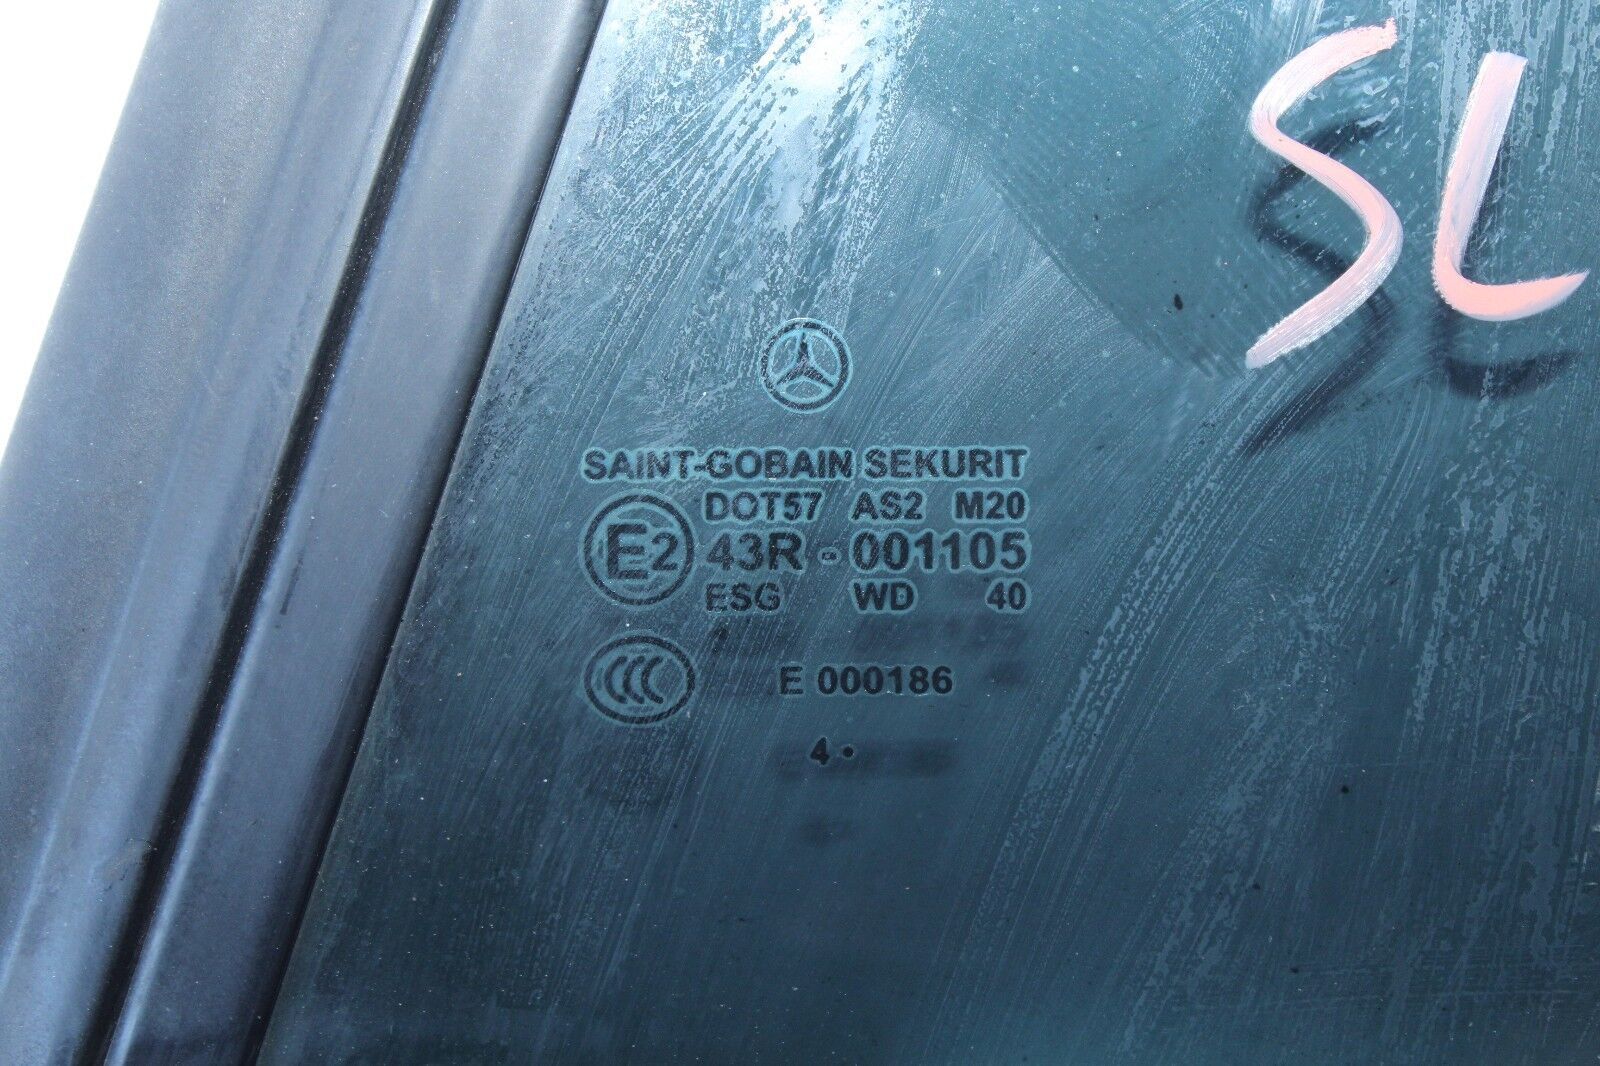 SL
SAINT-GOBAIN SEKURIT
DOT57 AS2 M20
E2 43R - 001105
ESG WD 40
CCC E 000186
4 •